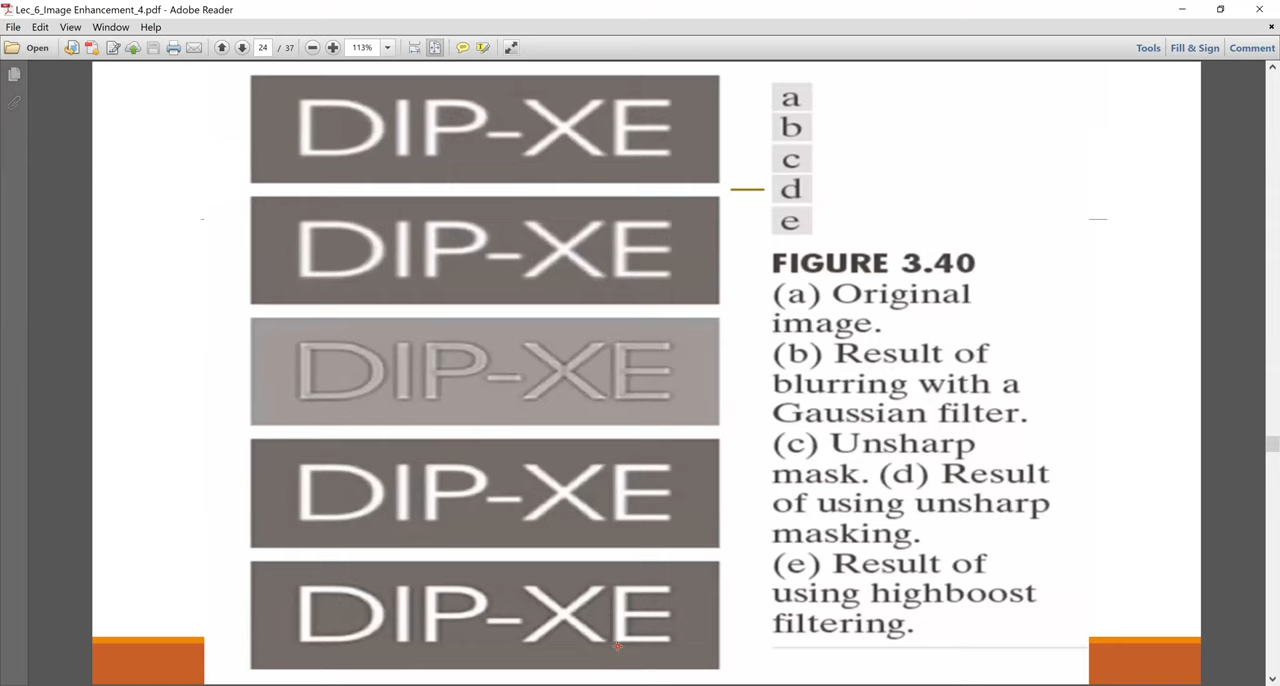 Lec_6_Image Enhancement_4.pdf - Adobe Reader
File Edit View Window Help
Open 24 / 37 113% Tools Fill & Sign Comment
DIP-XE
DIP-XE
DIP-XE
DIP-XE
DIP-XE
a
b
c
d
e
FIGURE 3.40
(a) Original
image.
(b) Result of
blurring with a
Gaussian filter.
(c) Unsharp
mask. (d) Result
of using unsharp
masking.
(e) Result of
using highboost
filtering.